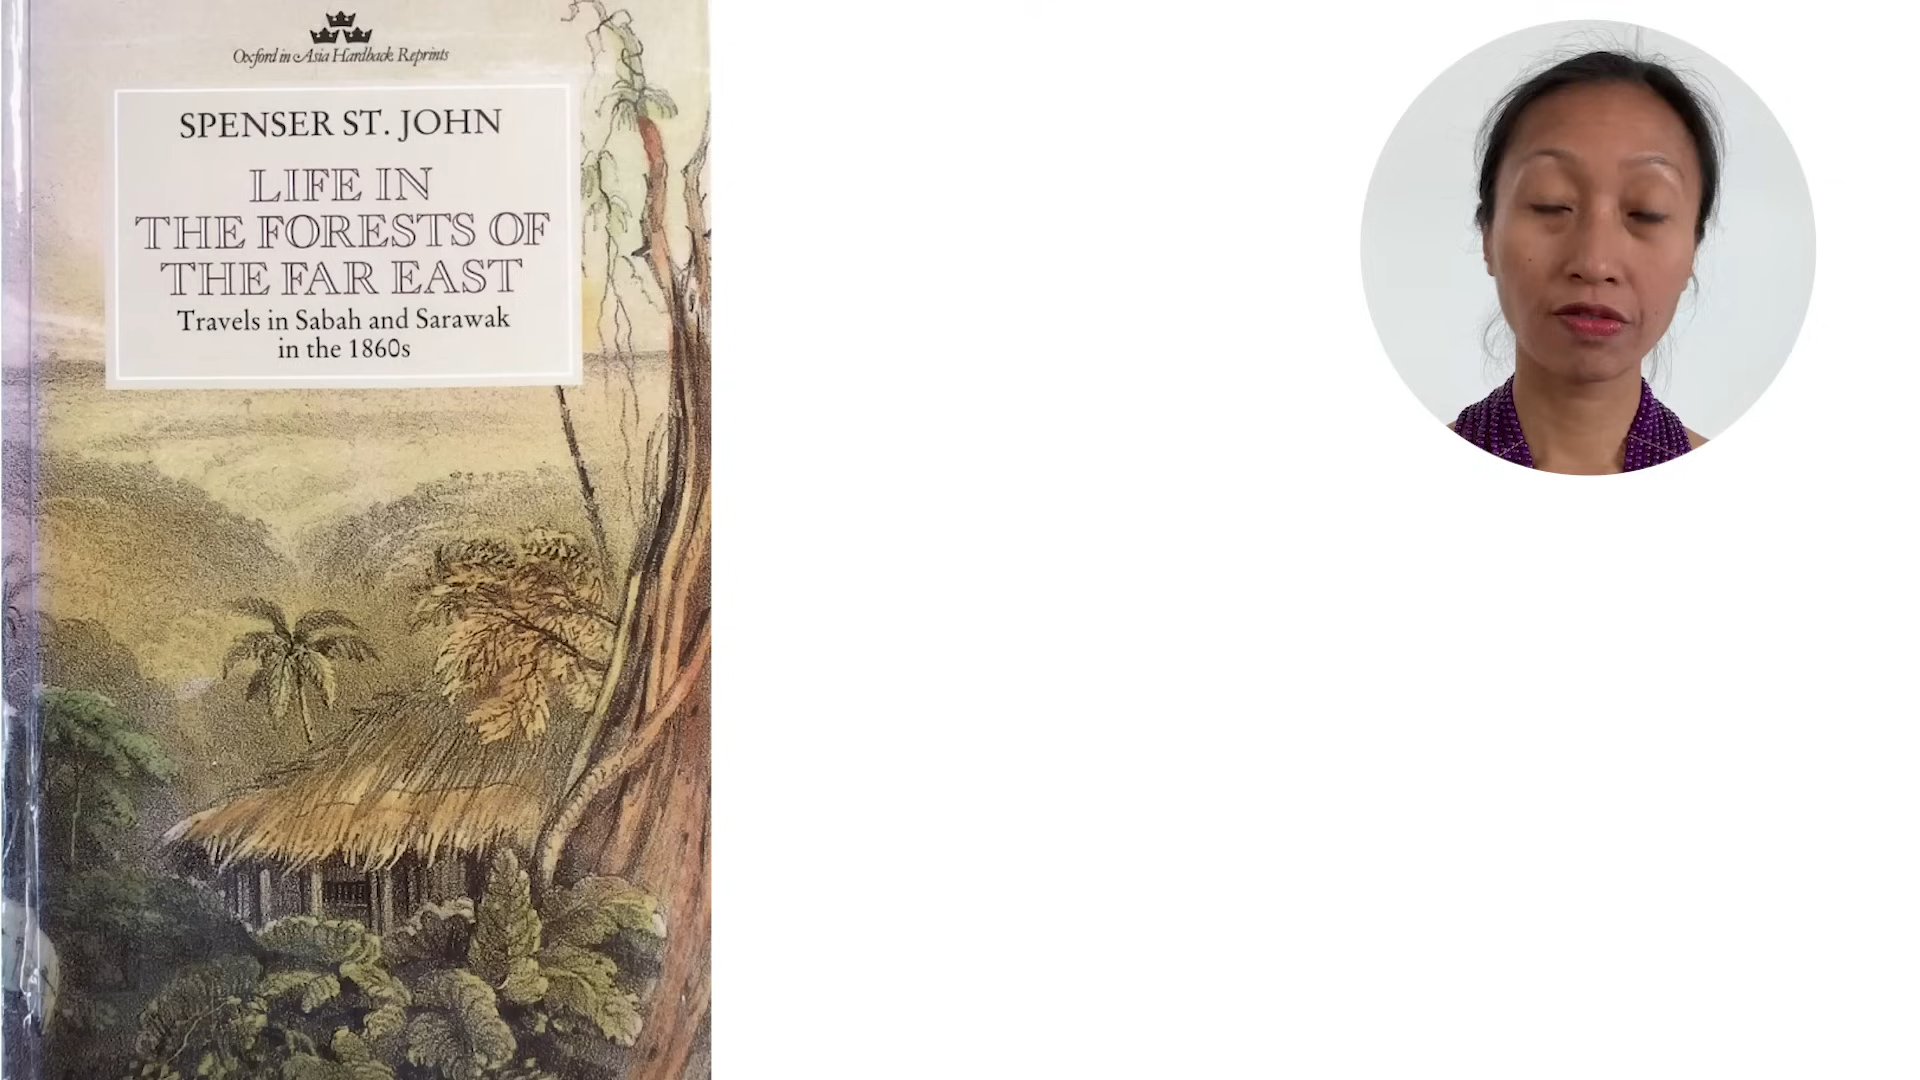 Oxford in Asia Hardback Reprints
SPENSER ST. JOHN
LIFE IN
THE FORESTS OF
THE FAR EAST
Travels in Sabah and Sarawak
in the 1860s